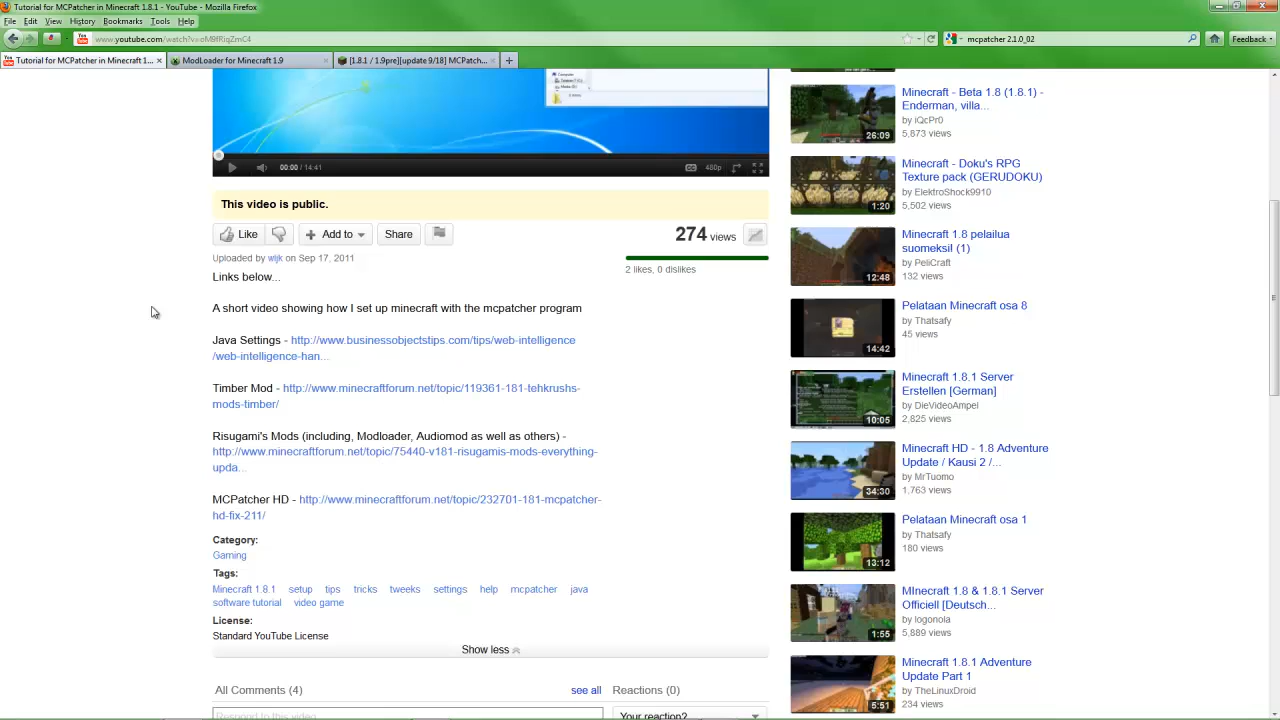 Tutorial for MCPatcher in Minecraft 1.8.1 - YouTube - Mozilla Firefox
File Edit View History Bookmarks Tools Help
mcpatcher 2.1.0_02
Feedback
Tutorial for MCPatcher in Minecraft 1...
ModLoader for Minecraft 1.9
[1.8.1 / 1.9pre][update 9/18] MCPatch...
00:00 / 14:41
CC
480p
This video is public.
Like
Add to
Share
274 views
Uploaded by wljk on Sep 17, 2011
2 likes, 0 dislikes
Links below...
A short video showing how I set up minecraft with the mcpatcher program
Java Settings - http://www.businessobjectstips.com/tips/web-intelligence
/web-intelligence-han...
Timber Mod - http://www.minecraftforum.net/topic/119361-181-tehkrushs-
mods-timber/
Risugami's Mods (including, Modloader, Audiomod as well as others) -
http://www.minecraftforum.net/topic/75440-v181-risugamis-mods-everything-
upda...
MCPatcher HD - http://www.minecraftforum.net/topic/232701-181-mcpatcher-
hd-fix-211/
Category:
Gaming
Tags:
Minecraft 1.8.1 setup tips tricks tweeks settings help mcpatcher java
software tutorial video game
License:
Standard YouTube License
Show less
All Comments (4)
see all
Reactions (0)
Respond to this video...
Your reaction?
Minecraft - Beta 1.8 (1.8.1) -
Enderman, villa...
by iQcPr0
5,873 views
26:09
Minecraft - Doku's RPG
Texture pack (GERUDOKU)
by ElektroShock9910
5,502 views
1:20
Minecraft 1.8 pelailua
suomeksi! (1)
by PeliCraft
132 views
12:48
Pelataan Minecraft osa 8
by Thatsafy
45 views
14:42
Minecraft 1.8.1 Server
Erstellen [German]
by DieVideoAmpel
2,825 views
10:05
Minecraft HD - 1.8 Adventure
Update / Kausi 2 /...
by MrTuomo
1,763 views
34:30
Pelataan Minecraft osa 1
by Thatsafy
180 views
13:12
MInecraft 1.8 & 1.8.1 Server
Officiell [Deutsch...
by logonola
5,889 views
1:55
Minecraft 1.8.1 Adventure
Update Part 1
by TheLinuxDroid
234 views
5:51